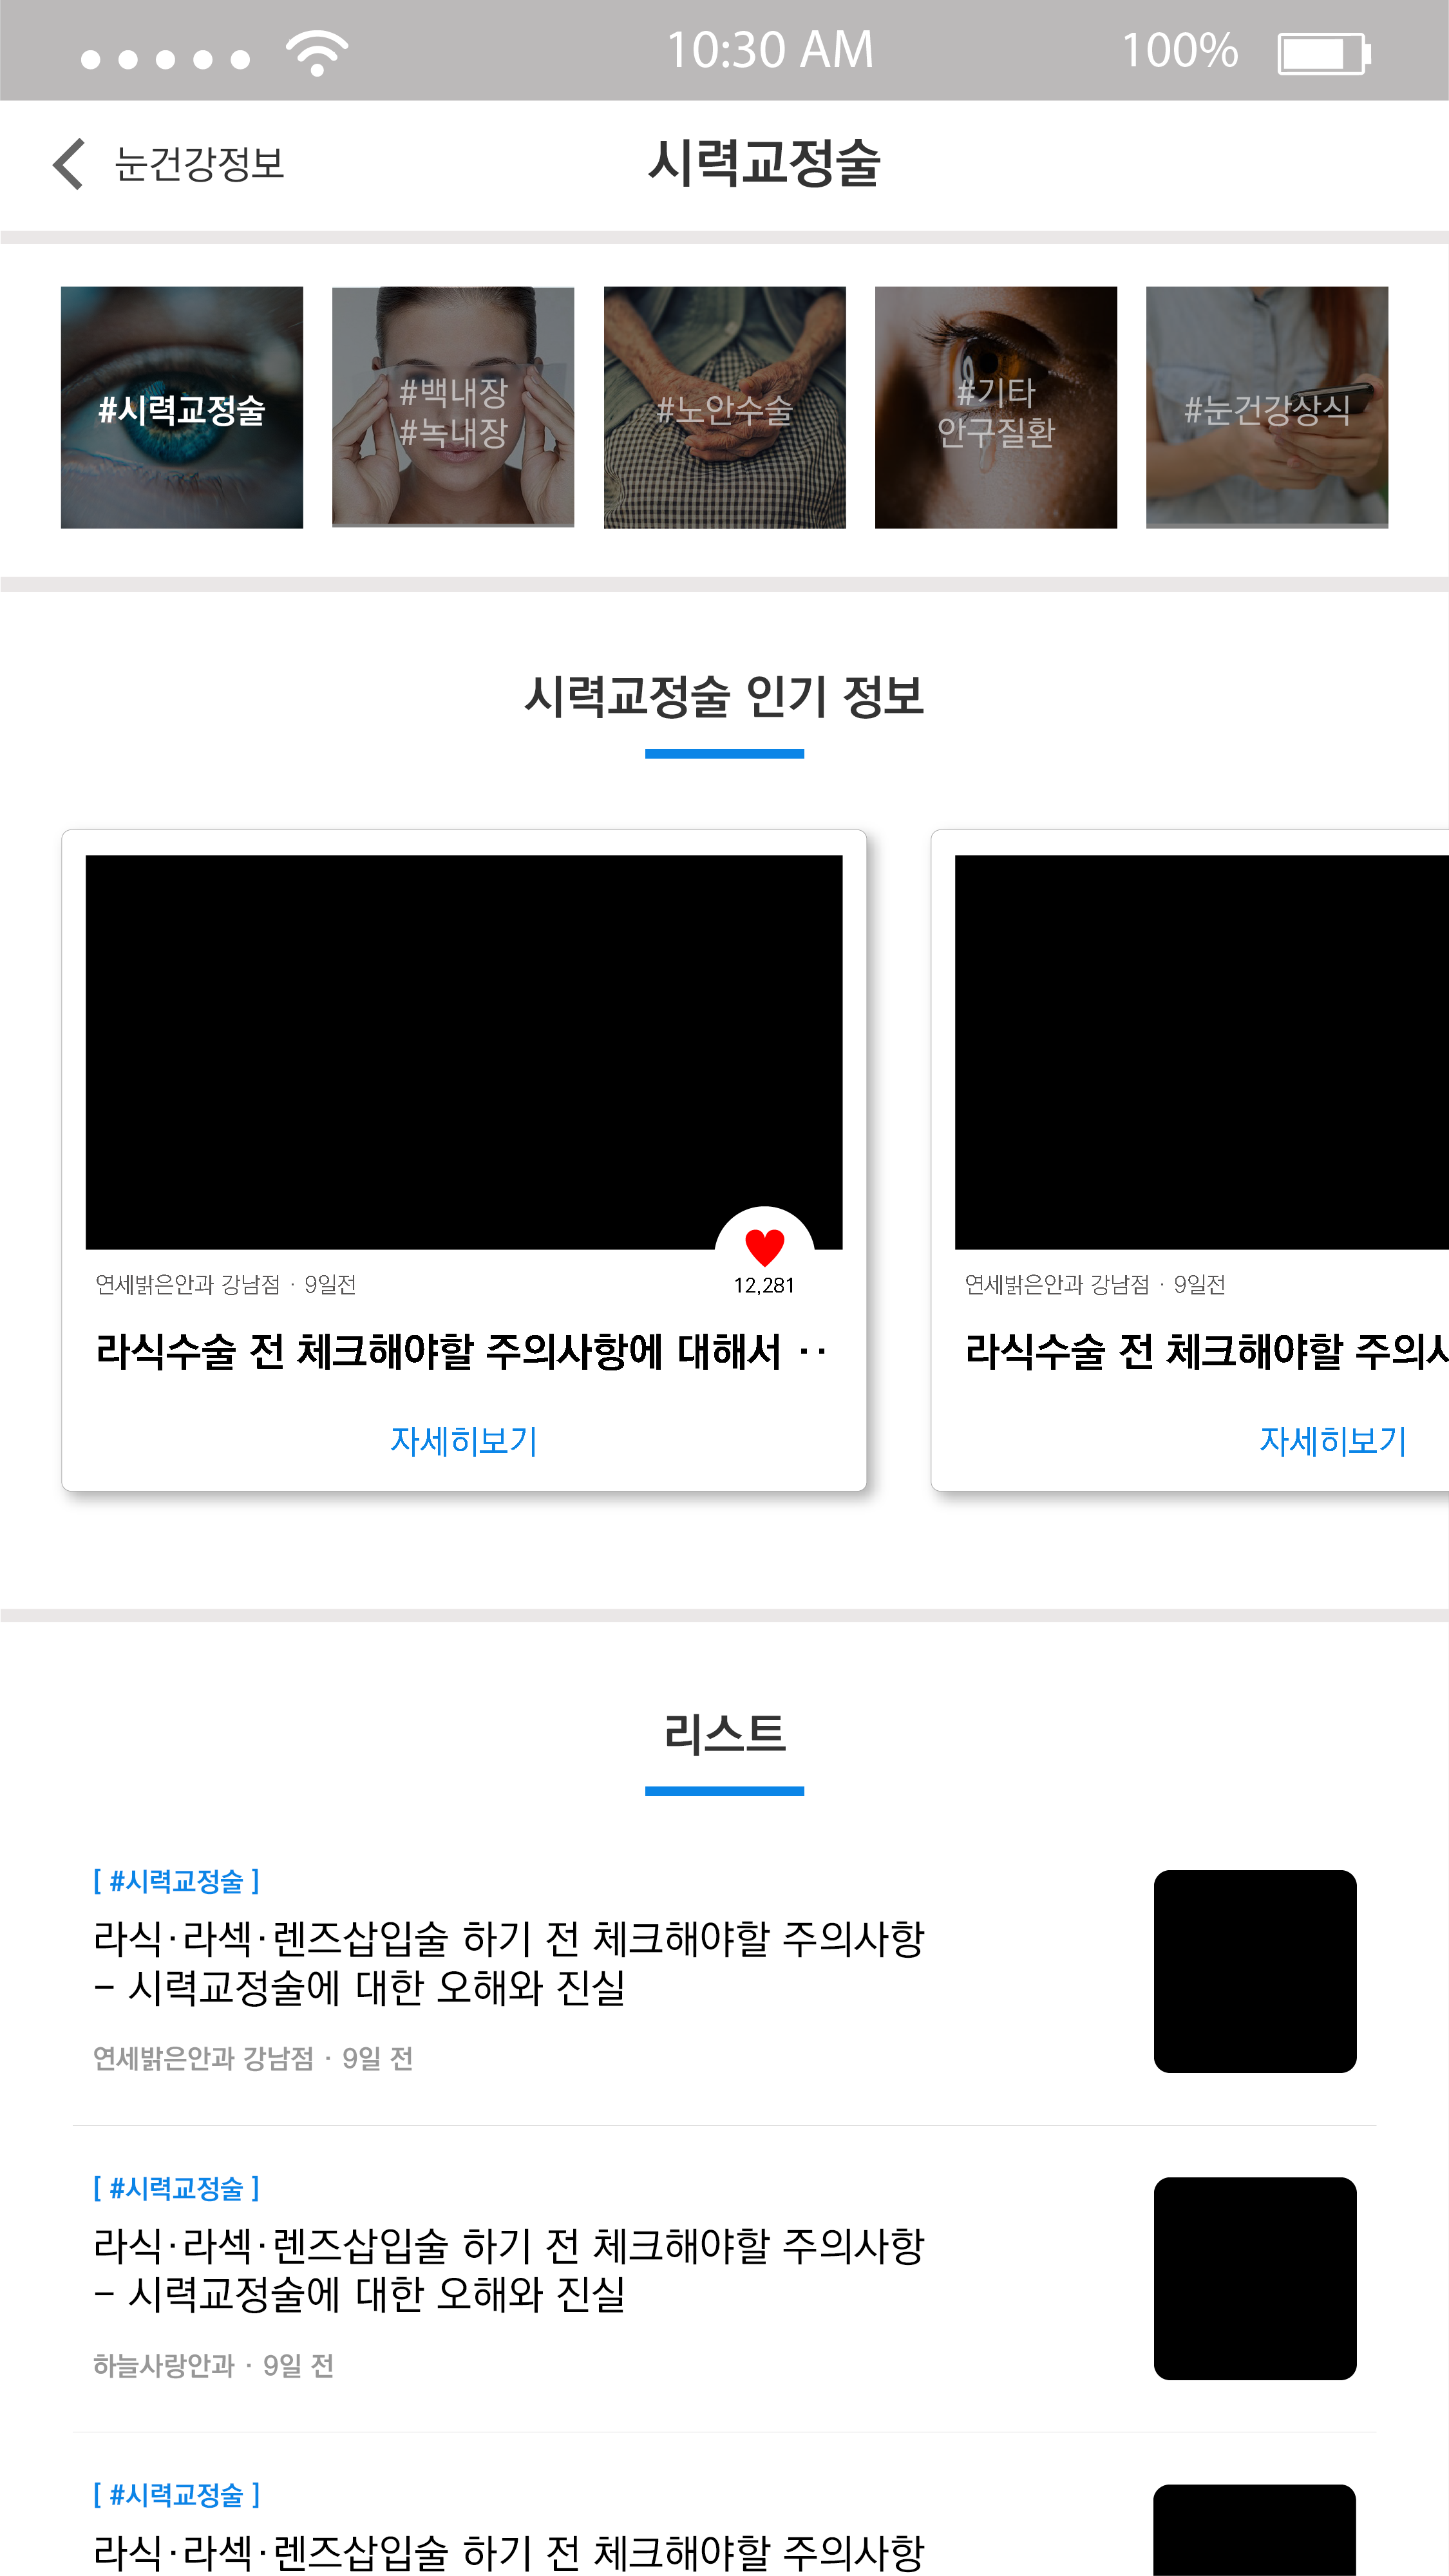 10:30 AM
100%
눈건강정보
시력교정술
#시력교정술
#백내장
#녹내장
#노안수술
#기타
안구질환
#눈건강상식
시력교정술 인기 정보
연세밝은안과 강남점 · 9일전
12,281
라식수술 전 체크해야할 주의사항에 대해서 ··
자세히보기
연세밝은안과 강남점 · 9일전
라식수술 전 체크해야할 주의사
자세히보기
리스트
[ #시력교정술 ]
라식·라섹·렌즈삽입술 하기 전 체크해야할 주의사항
- 시력교정술에 대한 오해와 진실
연세밝은안과 강남점 · 9일 전
[ #시력교정술 ]
라식·라섹·렌즈삽입술 하기 전 체크해야할 주의사항
- 시력교정술에 대한 오해와 진실
하늘사랑안과 · 9일 전
[ #시력교정술 ]
라식·라섹·렌즈삽입술 하기 전 체크해야할 주의사항